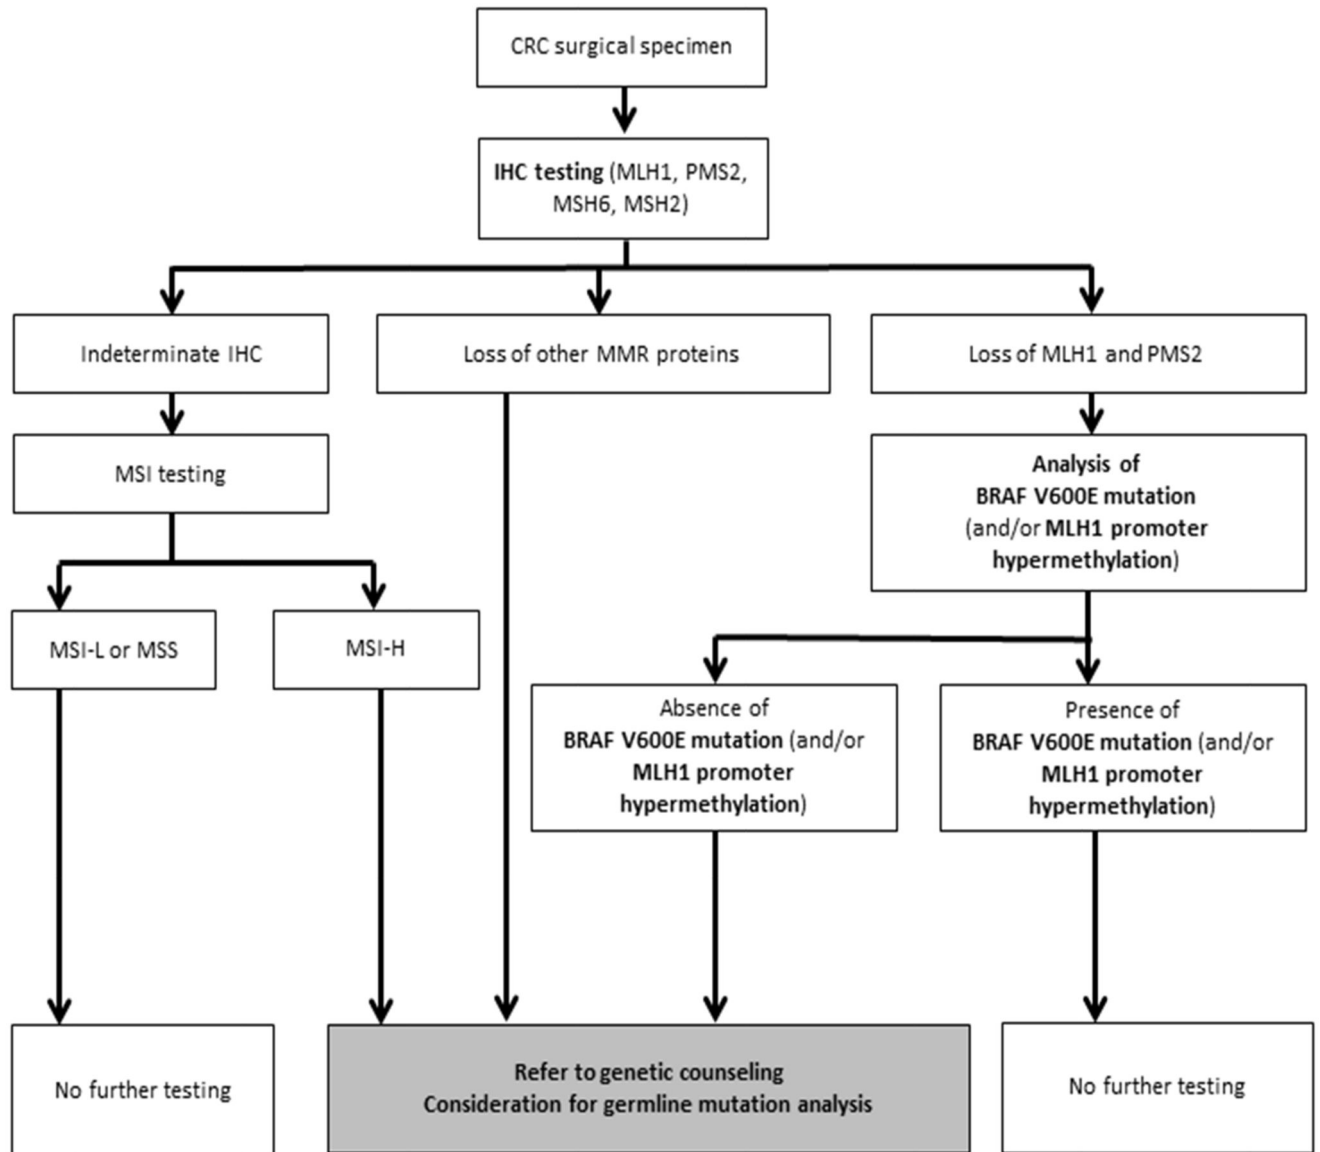 CRC surgical specimen
IHC testing (MLH1, PMS2,
MSH6, MSH2)
Indeterminate IHC
Loss of other MMR proteins
Loss of MLH1 and PMS2
MSI testing
Analysis of
BRAF V600E mutation
(and/or MLH1 promoter
hypermethylation)
MSI-L or MSS
MSI-H
Absence of
BRAF V600E mutation (and/or
MLH1 promoter
hypermethylation)
Presence of
BRAF V600E mutation (and/or
MLH1 promoter
hypermethylation)
No further testing
Refer to genetic counseling
Consideration for germline mutation analysis
No further testing